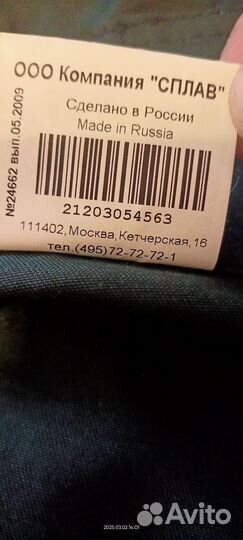 ООО Компания "СПЛАВ"
Сделано в России
Made in Russia
№24662 вып.05.2009
21203054563
111402, Москва, Кетчерская, 16
тел.(495)72-72-72-1
2025.03.02 14:01
Avito